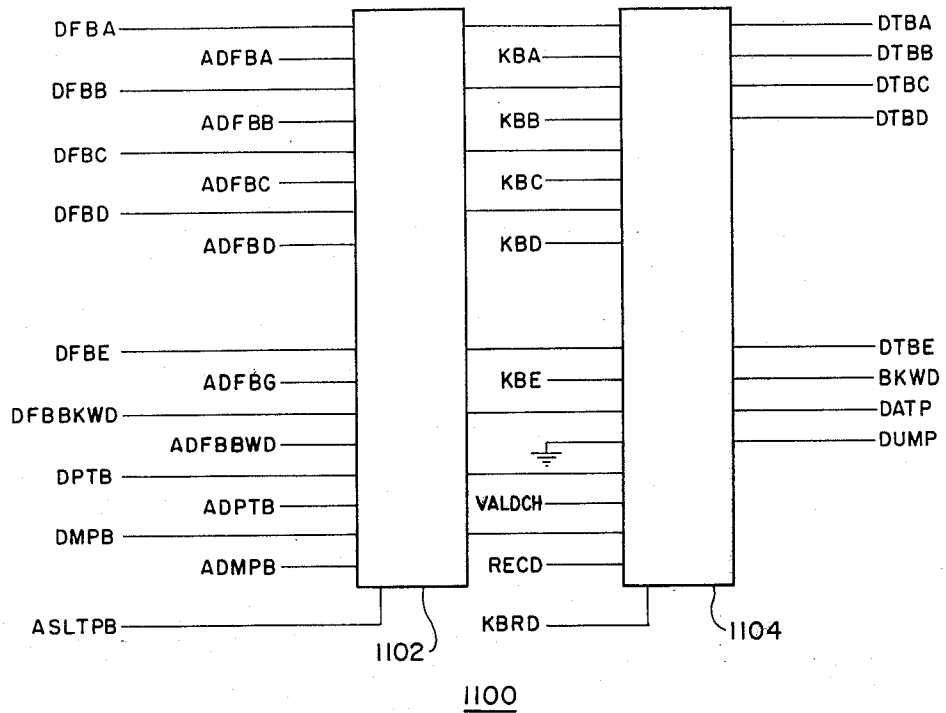 DFBA DTBA
ADFBA KBA DTBB
DFBB DTBC
ADFBB KBB DTBD
DFBC
ADFBC KBC
DFBD
ADFBD KBD
DFBE DTBE
ADFBG KBE BKWD
DFBBKWD DATP
ADFBBWD DUMP
DPTB
ADPTB VALDCH
DMPB
ADMPB RECD
ASLTPB KBRD
1102 1104
1100